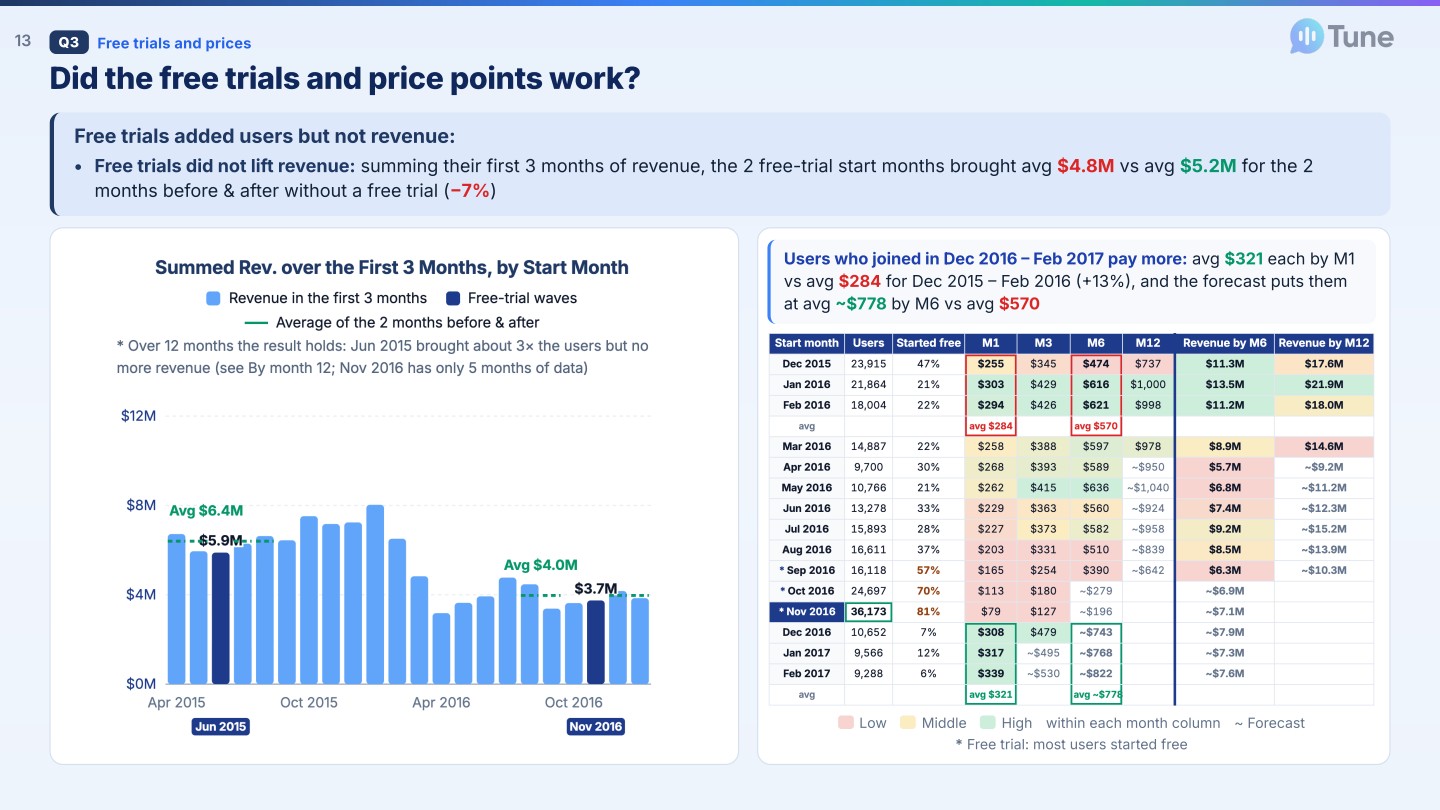 13 Q3 Free trials and prices
Tune
Did the free trials and price points work?
Free trials added users but not revenue:
• Free trials did not lift revenue: summing their first 3 months of revenue, the 2 free-trial start months brought avg $4.8M vs avg $5.2M for the 2
months before & after without a free trial (−7%)
Summed Rev. over the First 3 Months, by Start Month
Revenue in the first 3 months Free-trial waves
Average of the 2 months before & after
* Over 12 months the result holds: Jun 2015 brought about 3× the users but no
more revenue (see By month 12; Nov 2016 has only 5 months of data)
$12M
$8M
Avg $6.4M
$5.9M
Avg $4.0M
$4M
$3.7M
$0M
Apr 2015 Oct 2015 Apr 2016 Oct 2016
Jun 2015 Nov 2016
Users who joined in Dec 2016 – Feb 2017 pay more: avg $321 each by M1
vs avg $284 for Dec 2015 – Feb 2016 (+13%), and the forecast puts them
at avg ~$778 by M6 vs avg $570
Start month Users Started free M1 M3 M6 M12 Revenue by M6 Revenue by M12
Dec 2015 23,915 47% $255 $345 $474 $737 $11.3M $17.6M
Jan 2016 21,864 21% $303 $429 $616 $1,000 $13.5M $21.9M
Feb 2016 18,004 22% $294 $426 $621 $998 $11.2M $18.0M
avg avg $284 avg $570
Mar 2016 14,887 22% $258 $388 $597 $978 $8.9M $14.6M
Apr 2016 9,700 30% $268 $393 $589 ~$950 $5.7M ~$9.2M
May 2016 10,766 21% $262 $415 $636 ~$1,040 $6.8M ~$11.2M
Jun 2016 13,278 33% $229 $363 $560 ~$924 $7.4M ~$12.3M
Jul 2016 15,893 28% $227 $373 $582 ~$958 $9.2M ~$15.2M
Aug 2016 16,611 37% $203 $331 $510 ~$839 $8.5M ~$13.9M
* Sep 2016 16,118 57% $165 $254 $390 ~$642 $6.3M ~$10.3M
* Oct 2016 24,697 70% $113 $180 ~$279 ~$6.9M
* Nov 2016 36,173 81% $79 $127 ~$196 ~$7.1M
Dec 2016 10,652 7% $308 $479 ~$743 ~$7.9M
Jan 2017 9,566 12% $317 ~$495 ~$768 ~$7.3M
Feb 2017 9,288 6% $339 ~$530 ~$822 ~$7.6M
avg avg $321 avg ~$778
Low Middle High within each month column ~ Forecast
* Free trial: most users started free